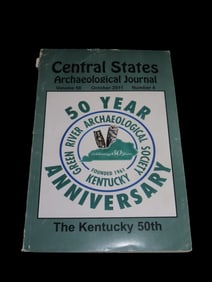 Central States
Archaeological Journal
Volume 58 October 2011 Number 4
50 YEAR
GREEN RIVER ARCHAEOLOGICAL SOCIETY
FOUNDED 1961
KENTUCKY
ANNIVERSARY
The Kentucky 50th